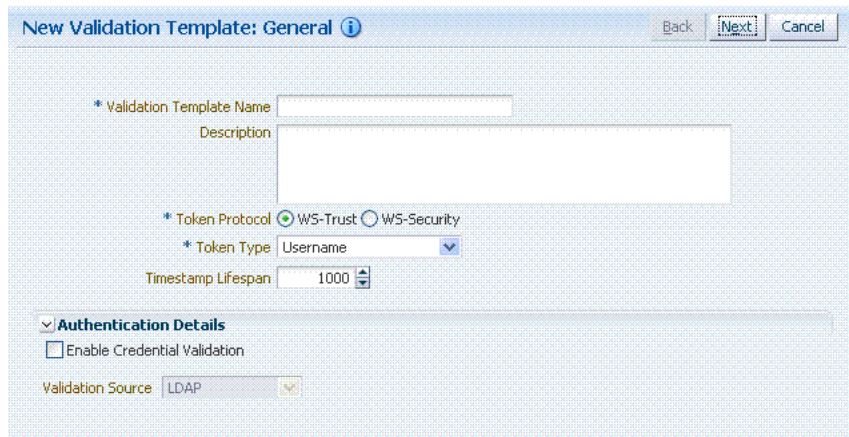 New Validation Template: General
Back Next Cancel
* Validation Template Name
Description
* Token Protocol WS-Trust WS-Security
* Token Type Username
Timestamp Lifespan 1000
Authentication Details
Enable Credential Validation
Validation Source LDAP